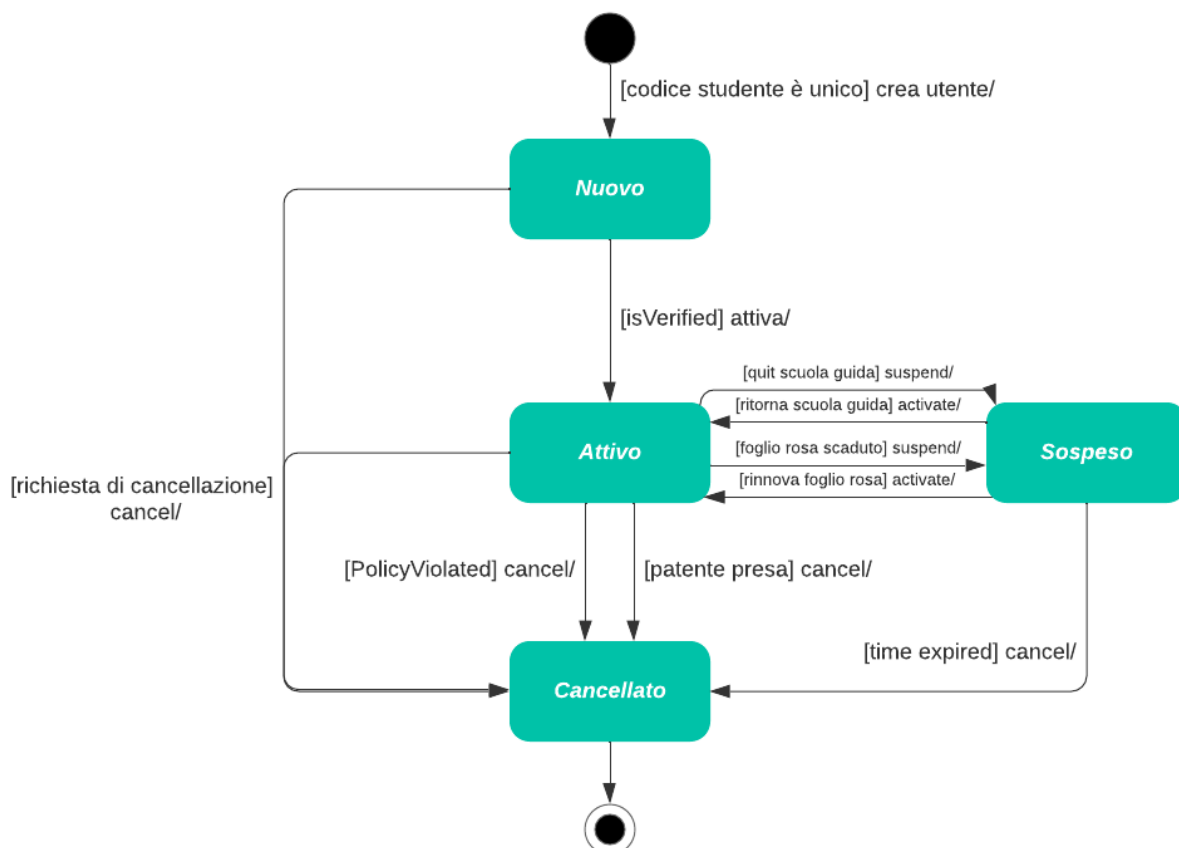 [codice studente è unico] crea utente/
Nuovo
[isVerified] attiva/
[quit scuola guida] suspend/
[ritorna scuola guida] activate/
Attivo
[foglio rosa scaduto] suspend/
Sospeso
[rinnova foglio rosa] activate/
[richiesta di cancellazione]
cancel/
[PolicyViolated] cancel/
[patente presa] cancel/
[time expired] cancel/
Cancellato